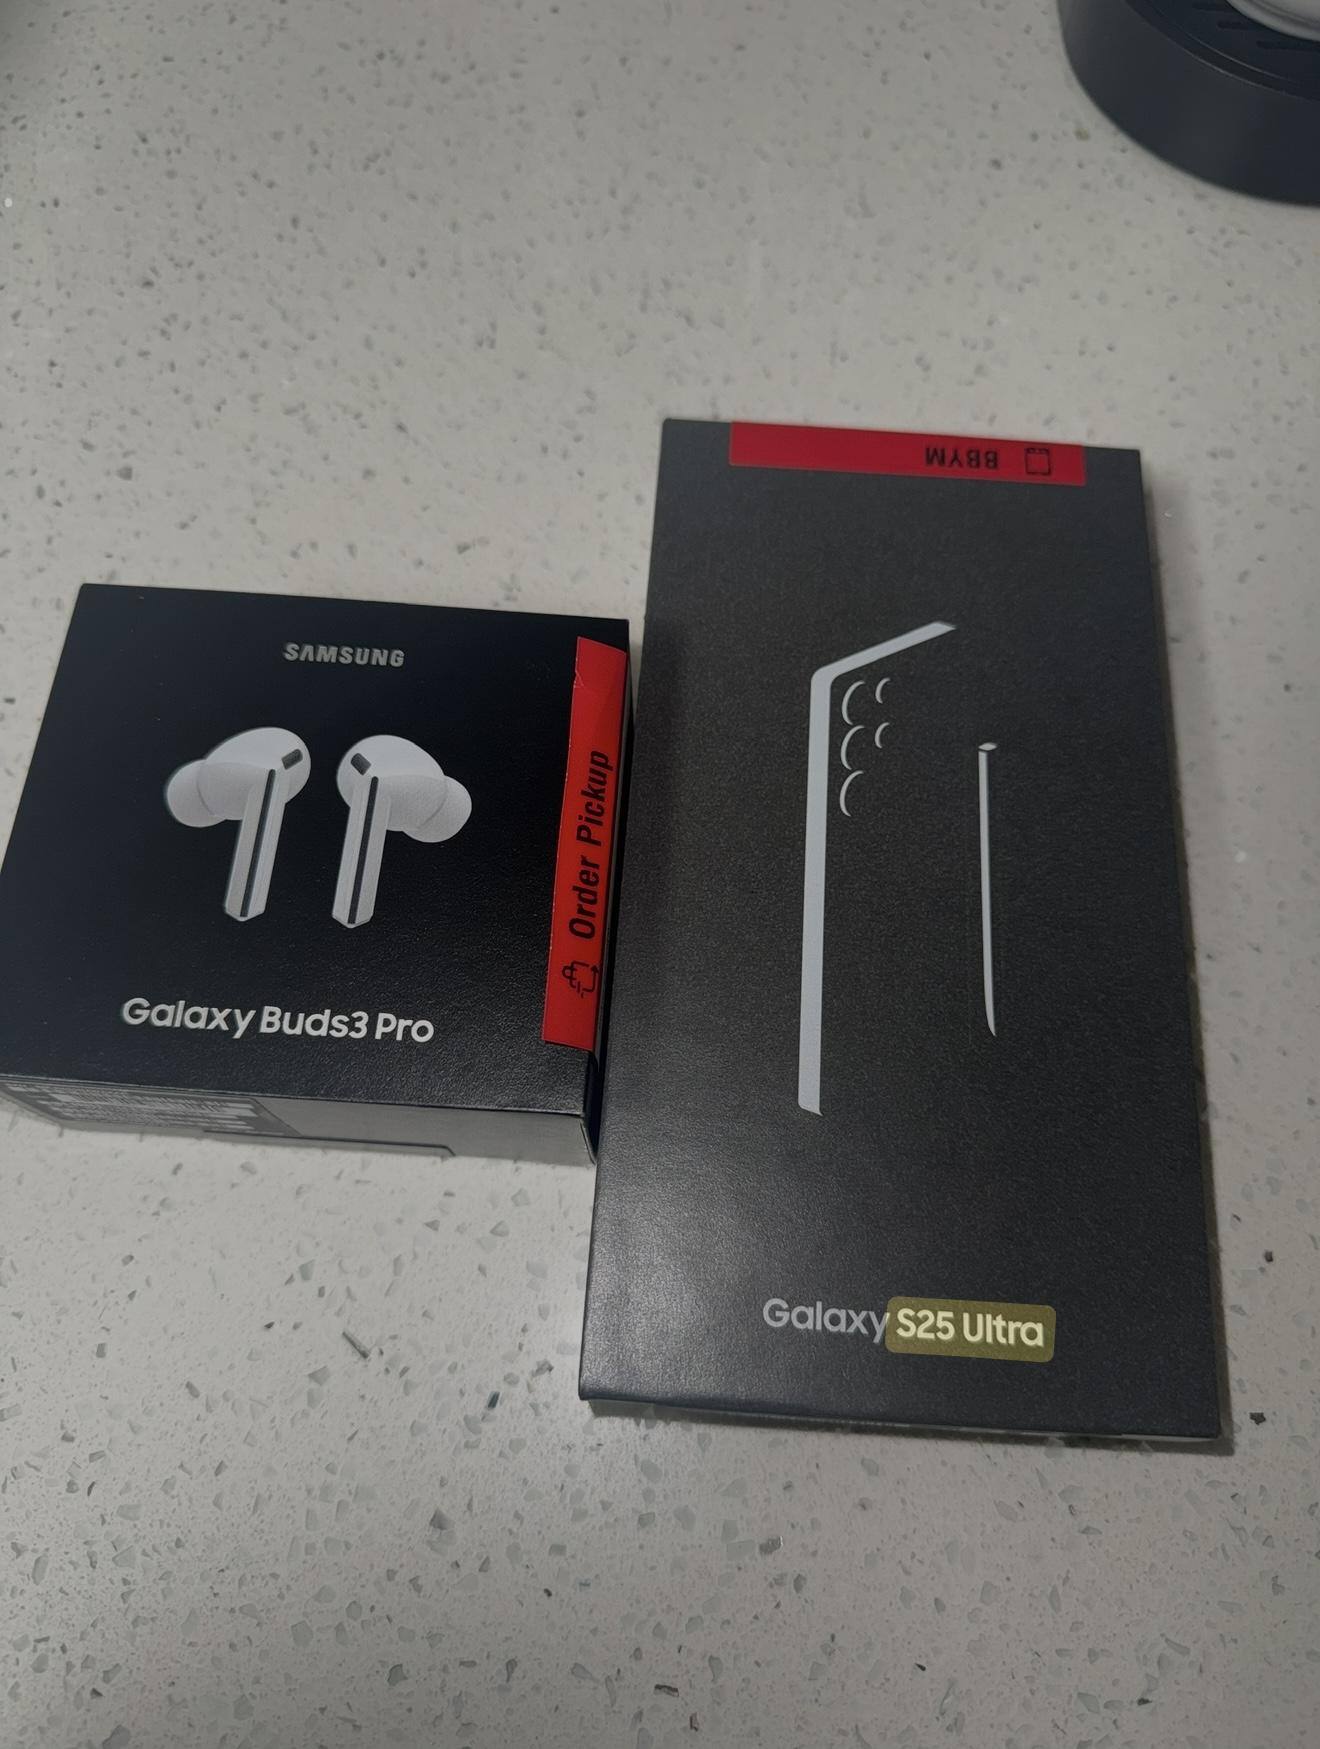 SAMSUNG
Galaxy Buds3 Pro
Order Pickup
BBYM
Galaxy S25 Ultra